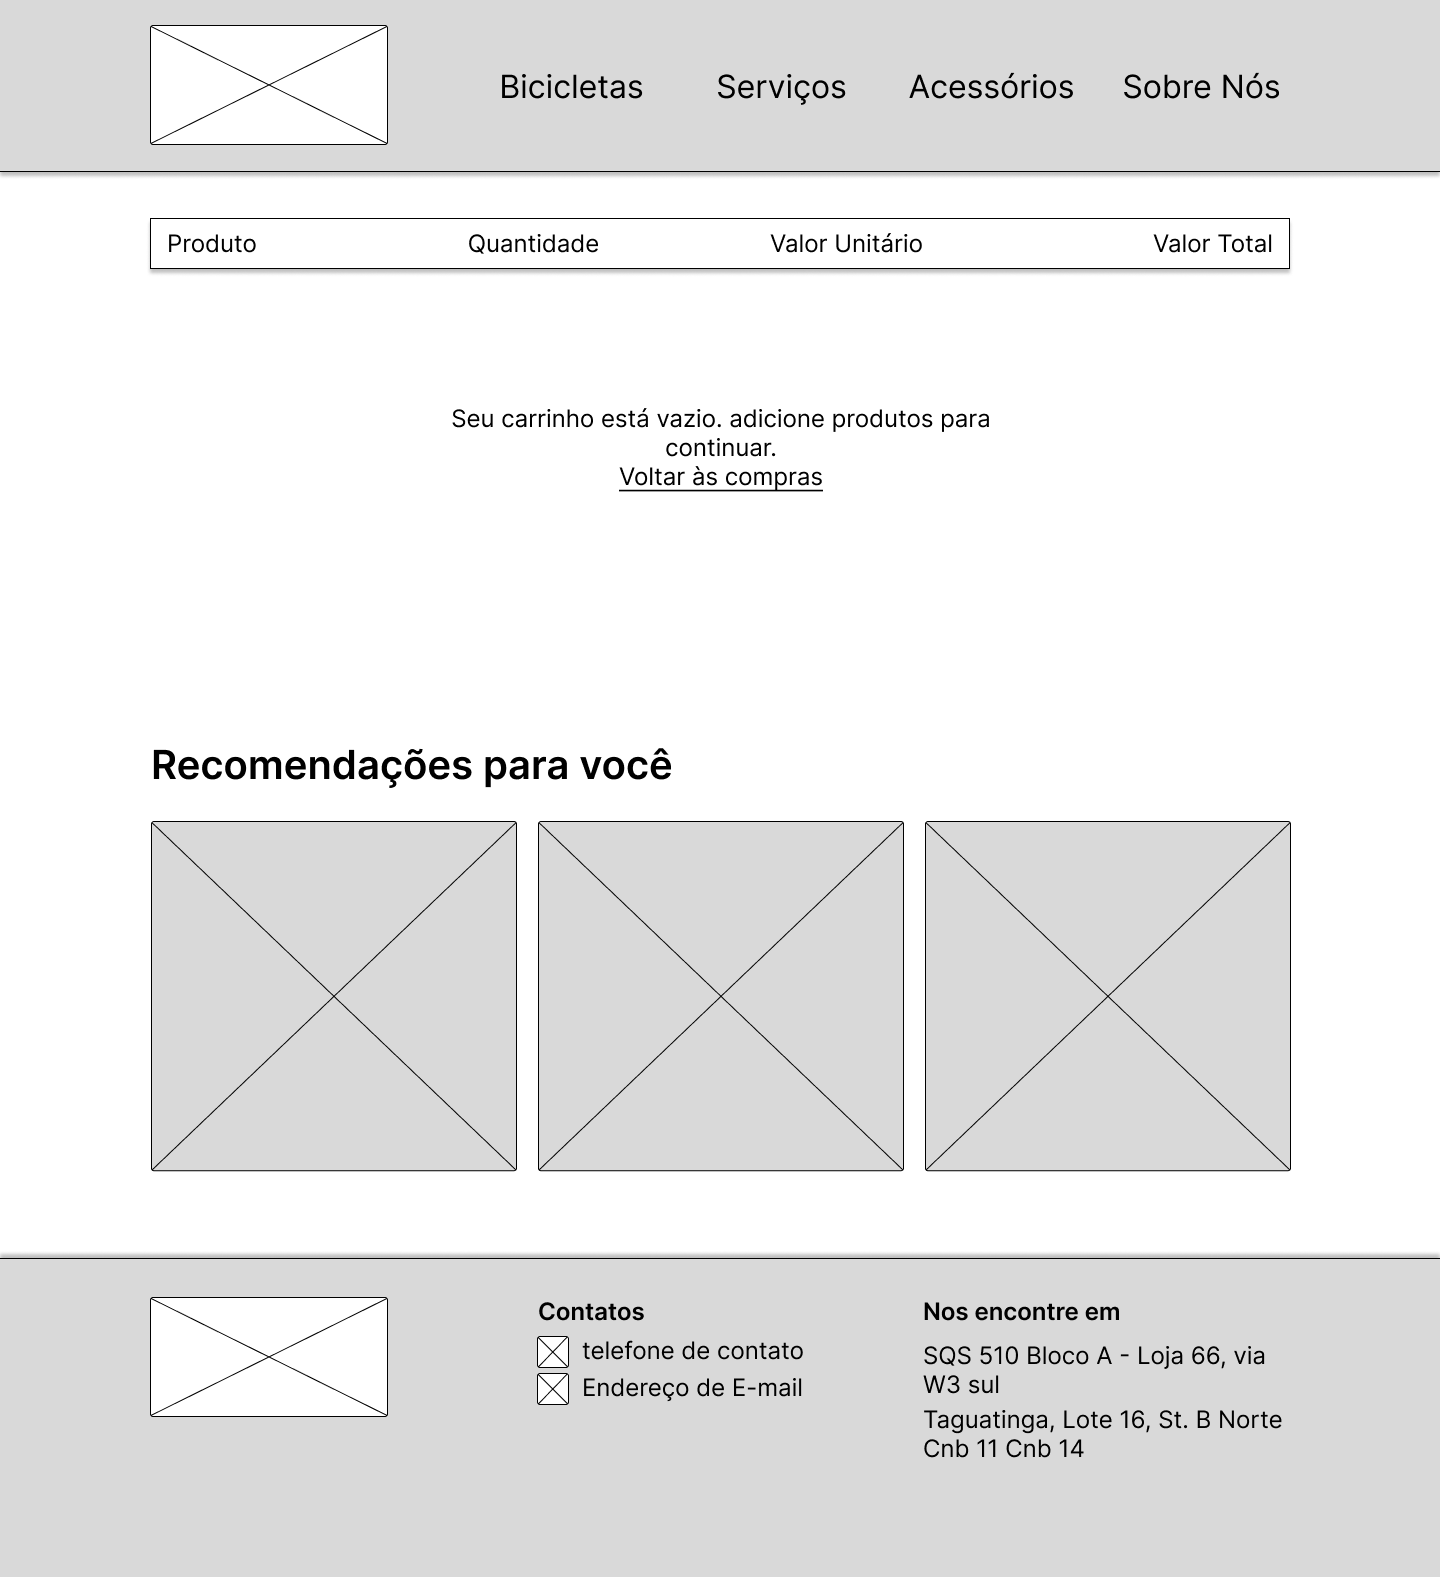 Bicicletas Serviços Acessórios Sobre Nós
Produto Quantidade Valor Unitário Valor Total
Seu carrinho está vazio. adicione produtos para
continuar.
Voltar às compras
Recomendações para você
Contatos
telefone de contato
Endereço de E-mail
Nos encontre em
SQS 510 Bloco A - Loja 66, via
W3 sul
Taguatinga, Lote 16, St. B Norte
Cnb 11 Cnb 14